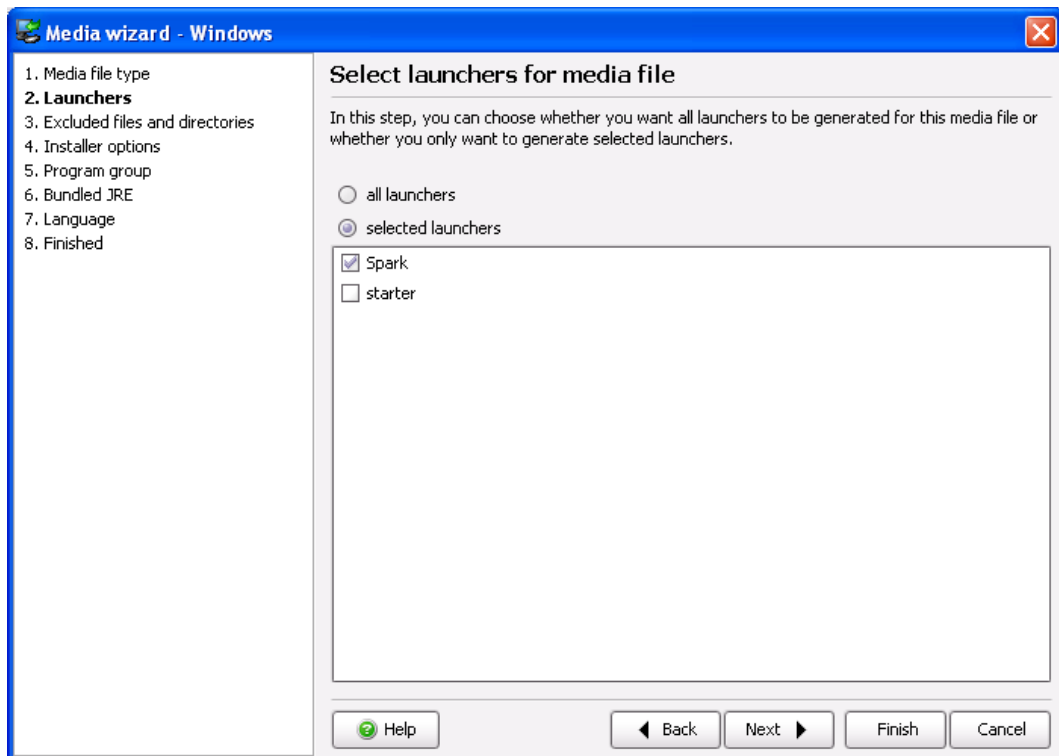 Media wizard - Windows
1. Media file type
2. Launchers
3. Excluded files and directories
4. Installer options
5. Program group
6. Bundled JRE
7. Language
8. Finished
Select launchers for media file
In this step, you can choose whether you want all launchers to be generated for this media file or
whether you only want to generate selected launchers.
all launchers
selected launchers
Spark
starter
Help
Back
Next
Finish
Cancel